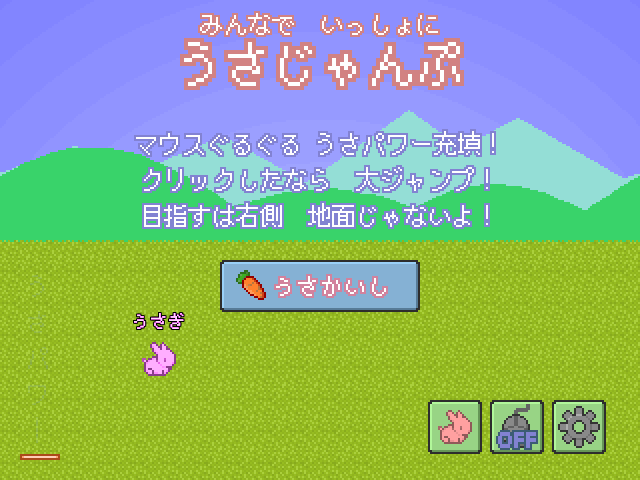 みんなで　いっしょに
うさじゃんぷ
マウスぐるぐる うさパワー充填！
クリックしたなら　大ジャンプ！
目指すは右側　地面じゃないよ！
うさかいし
うさぎ
OFF